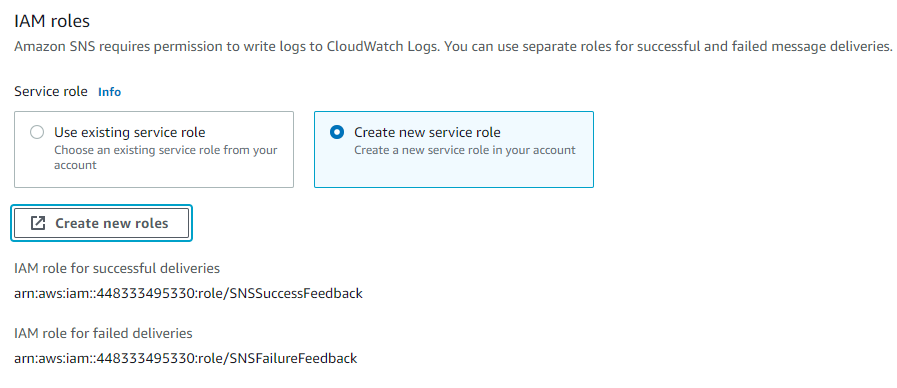 IAM roles
Amazon SNS requires permission to write logs to CloudWatch Logs. You can use separate roles for successful and failed message deliveries.
Service role Info
Use existing service role
Choose an existing service role from your
account
Create new service role
Create a new service role in your account
Create new roles
IAM role for successful deliveries
arn:aws:iam::448333495330:role/SNSSuccessFeedback
IAM role for failed deliveries
arn:aws:iam::448333495330:role/SNSFailureFeedback